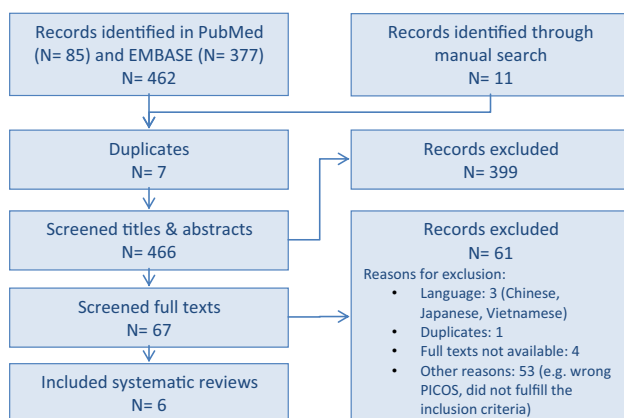 Records identified in PubMed
(N= 85) and EMBASE (N= 377)
N= 462
Records identified through
manual search
N= 11
Duplicates
N= 7
Records excluded
N= 399
Screened titles & abstracts
N= 466
Records excluded
N= 61
Reasons for exclusion:
• Language: 3 (Chinese,
Japanese, Vietnamese)
• Duplicates: 1
• Full texts not available: 4
• Other reasons: 53 (e.g. wrong
PICOS, did not fulfill the
inclusion criteria)
Screened full texts
N= 67
Included systematic reviews
N= 6